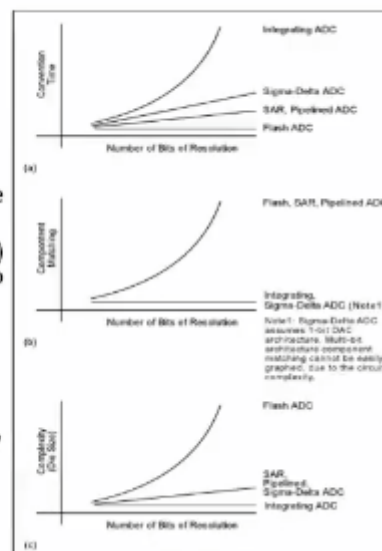 Integrating ADC
Sigma-Delta ADC
SAR, Pipelined ADC
Flash ADC
Convention
Time
Number of Bits of Resolution
(a)
Flash, SAR, Pipelined ADC
Component
Matching
Integrating,
Sigma-Delta ADC (Note1
Number of Bits of Resolution
Note1: Sigma-Delta ADC
assumes 1-bit DAC
architecture. Multi-bit
architecture component
matching cannot be easily
graphed, due to the circuit
complexity.
(b)
Flash ADC
Complexity
(Die Size)
SAR,
Pipelined,
Sigma-Delta ADC
Integrating ADC
Number of Bits of Resolution
(c)